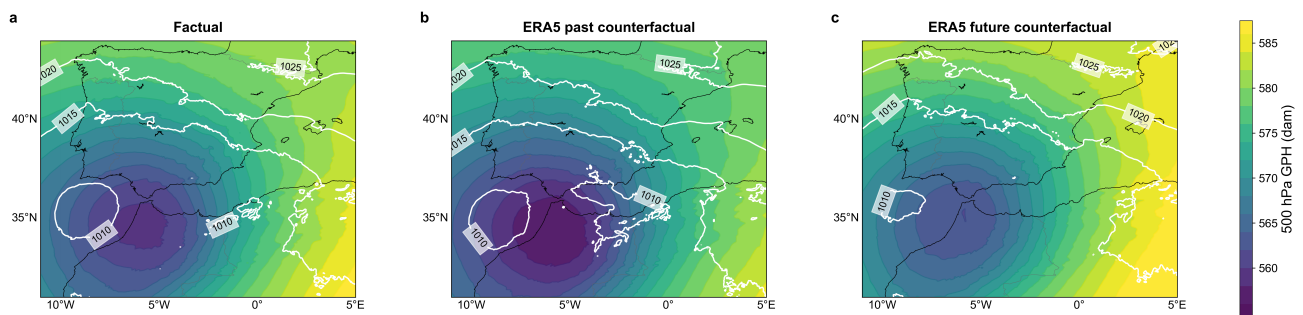 a
Factual
b
ERA5 past counterfactual
c
ERA5 future counterfactual
1020
1025
1015
1010
1010
40°N
35°N
10°W
5°W
0°
5°E
1020
1025
1015
1010
1010
40°N
35°N
10°W
5°W
0°
5°E
1025
1015
1020
1010
40°N
35°N
10°W
5°W
0°
5°E
585
580
575
570
565
560
500 hPa GPH (dam)